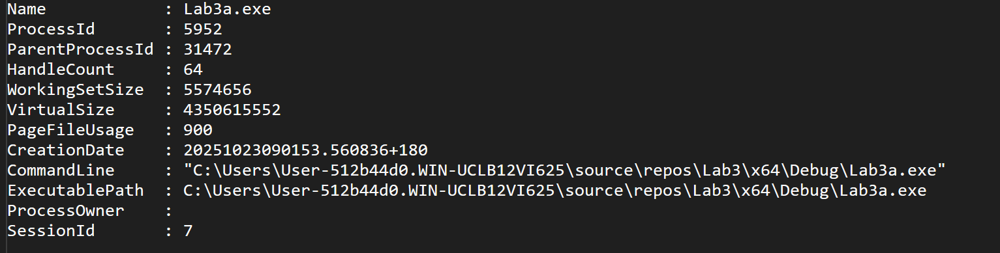 Name             : Lab3a.exe
ProcessId        : 5952
ParentProcessId  : 31472
HandleCount      : 64
WorkingSetSize   : 5574656
VirtualSize      : 4350615552
PageFileUsage    : 900
CreationDate     : 20251023090153.560836+180
CommandLine      : "C:\Users\User-512b44d0.WIN-UCLB12VI625\source\repos\Lab3\x64\Debug\Lab3a.exe"
ExecutablePath   : C:\Users\User-512b44d0.WIN-UCLB12VI625\source\repos\Lab3\x64\Debug\Lab3a.exe
ProcessOwner     :
SessionId        : 7